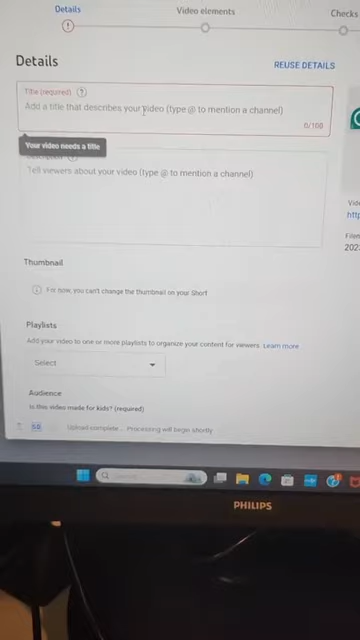 Details
Video elements
Checks
Details
REUSE DETAILS
Title (required)
Add a title that describes your video (type @ to mention a channel)
0/100
Your video needs a title
Tell viewers about your video (type @ to mention a channel)
Thumbnail
For now, you can't change the thumbnail on your Short
Playlists
Add your video to one or more playlists to organize your content for viewers. Learn more
Select
Audience
Is this video made for kids? (required)
SD
Upload complete ... Processing will begin shortly
Search
PHILIPS